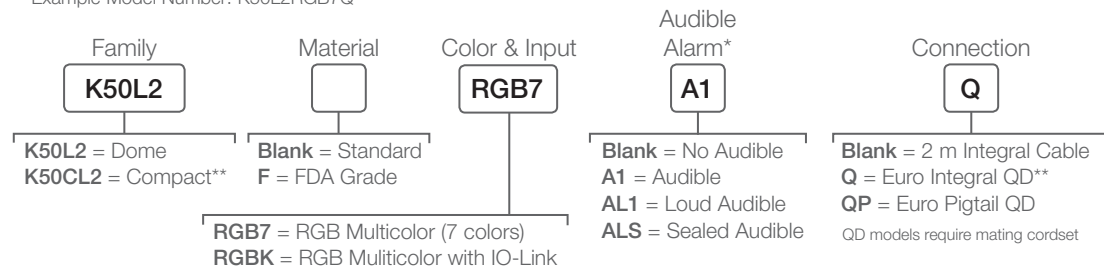 Example Model Number: K50L2RGB7Q
Family
Material
Color & Input
Audible
Alarm*
Connection
K50L2
RGB7
A1
Q
K50L2 = Dome
K50CL2 = Compact**
Blank = Standard
F = FDA Grade
RGB7 = RGB Multicolor (7 colors)
RGBK = RGB Muliticolor with IO-Link
Blank = No Audible
A1 = Audible
AL1 = Loud Audible
ALS = Sealed Audible
Blank = 2 m Integral Cable
Q = Euro Integral QD**
QP = Euro Pigtail QD
QD models require mating cordset